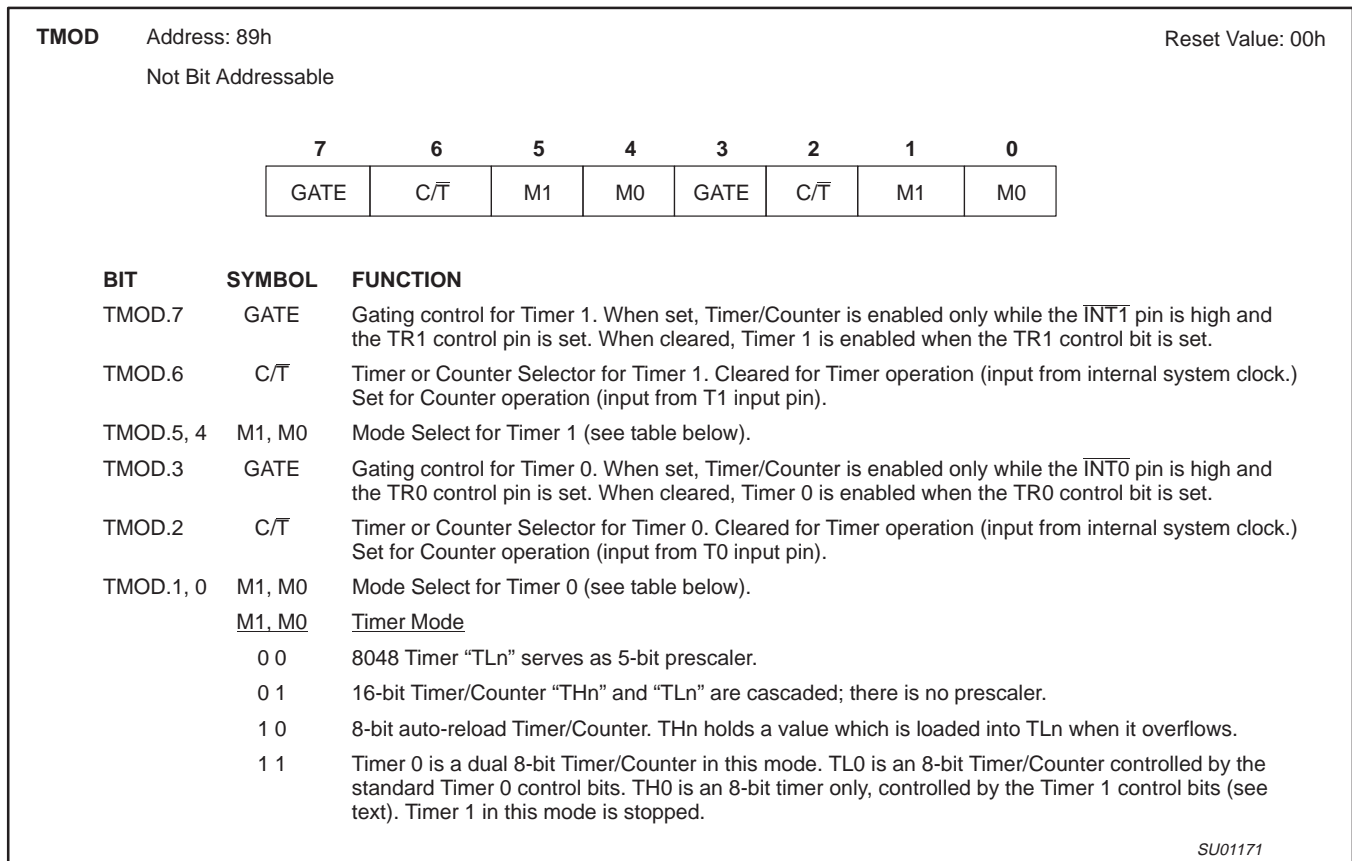 TMOD Address: 89h Reset Value: 00h
Not Bit Addressable
7 6 5 4 3 2 1 0
GATE C/T̅ M1 M0 GATE C/T̅ M1 M0
BIT SYMBOL FUNCTION
TMOD.7 GATE Gating control for Timer 1. When set, Timer/Counter is enabled only while the I̅N̅T̅1̅ pin is high and
the TR1 control pin is set. When cleared, Timer 1 is enabled when the TR1 control bit is set.
TMOD.6 C/T̅ Timer or Counter Selector for Timer 1. Cleared for Timer operation (input from internal system clock.)
Set for Counter operation (input from T1 input pin).
TMOD.5, 4 M1, M0 Mode Select for Timer 1 (see table below).
TMOD.3 GATE Gating control for Timer 0. When set, Timer/Counter is enabled only while the I̅N̅T̅0̅ pin is high and
the TR0 control pin is set. When cleared, Timer 0 is enabled when the TR0 control bit is set.
TMOD.2 C/T̅ Timer or Counter Selector for Timer 0. Cleared for Timer operation (input from internal system clock.)
Set for Counter operation (input from T0 input pin).
TMOD.1, 0 M1, M0 Mode Select for Timer 0 (see table below).
M1, M0 Timer Mode
0 0 8048 Timer “TLn” serves as 5-bit prescaler.
0 1 16-bit Timer/Counter “THn” and “TLn” are cascaded; there is no prescaler.
1 0 8-bit auto-reload Timer/Counter. THn holds a value which is loaded into TLn when it overflows.
1 1 Timer 0 is a dual 8-bit Timer/Counter in this mode. TL0 is an 8-bit Timer/Counter controlled by the
standard Timer 0 control bits. TH0 is an 8-bit timer only, controlled by the Timer 1 control bits (see
text). Timer 1 in this mode is stopped.
SU01171